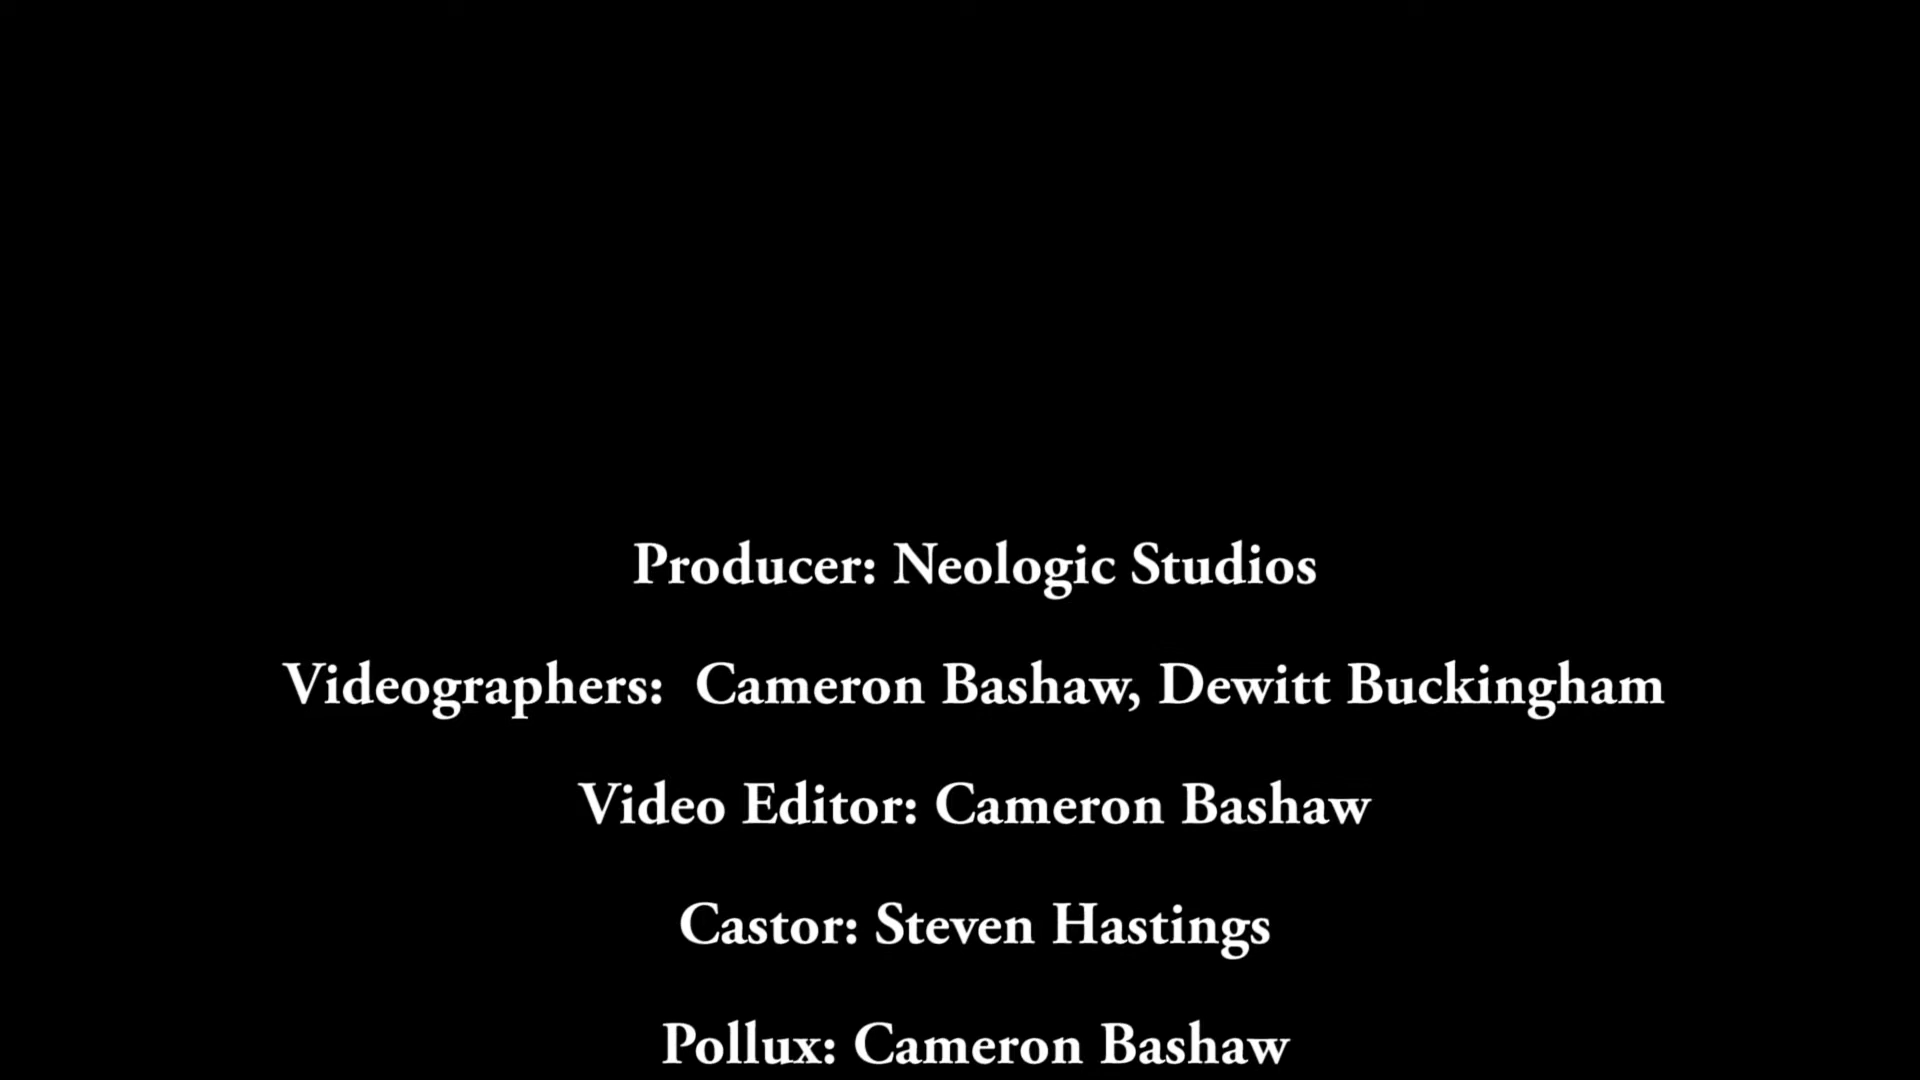 Producer: Neologic Studios
Videographers:  Cameron Bashaw, Dewitt Buckingham
Video Editor: Cameron Bashaw
Castor: Steven Hastings
Pollux: Cameron Bashaw